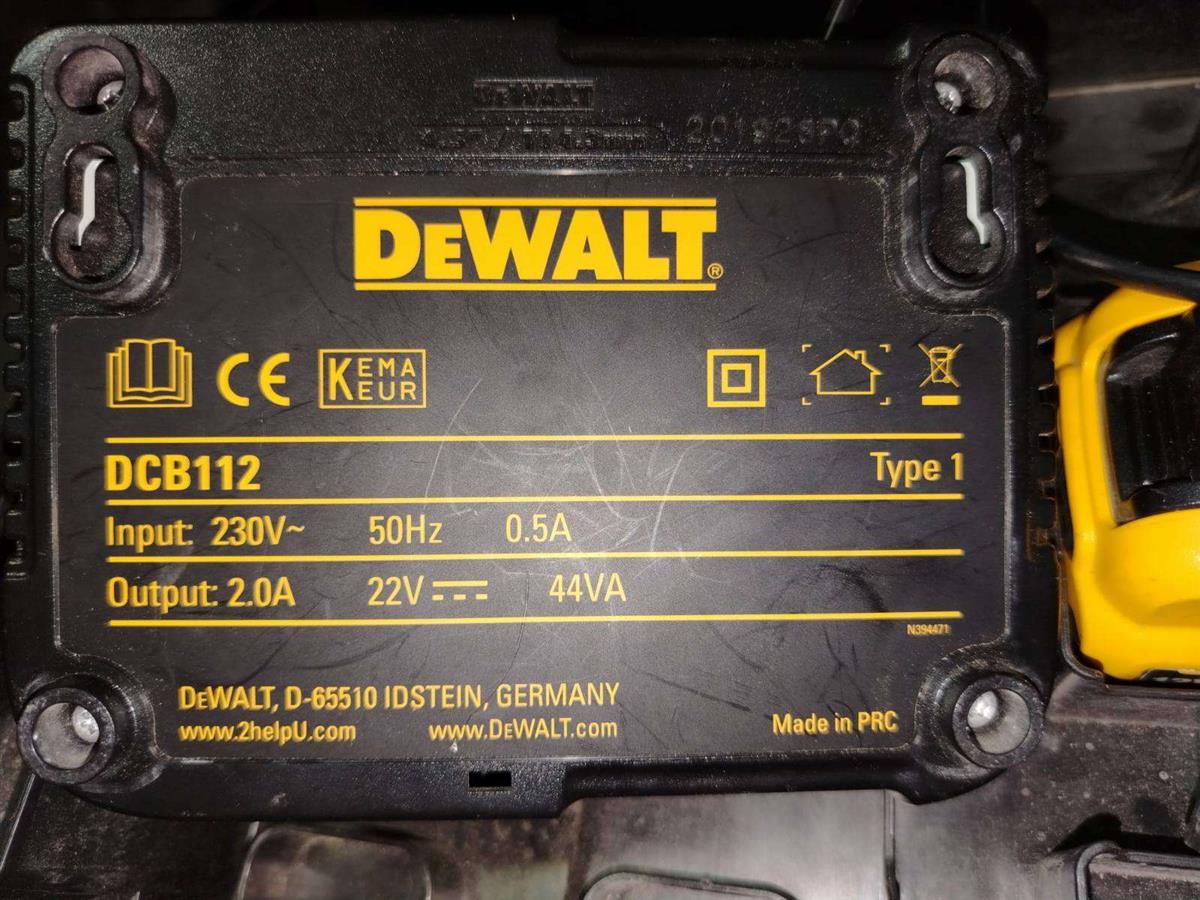 DEWALT
201929PO
DEWALT®
CE
KEMA
KEUR
DCB112 Type 1
Input: 230V~ 50Hz 0.5A
Output: 2.0A 22V 44VA
N394471
DEWALT, D-65510 IDSTEIN, GERMANY
www.2helpU.com www.DEWALT.com
Made in PRC